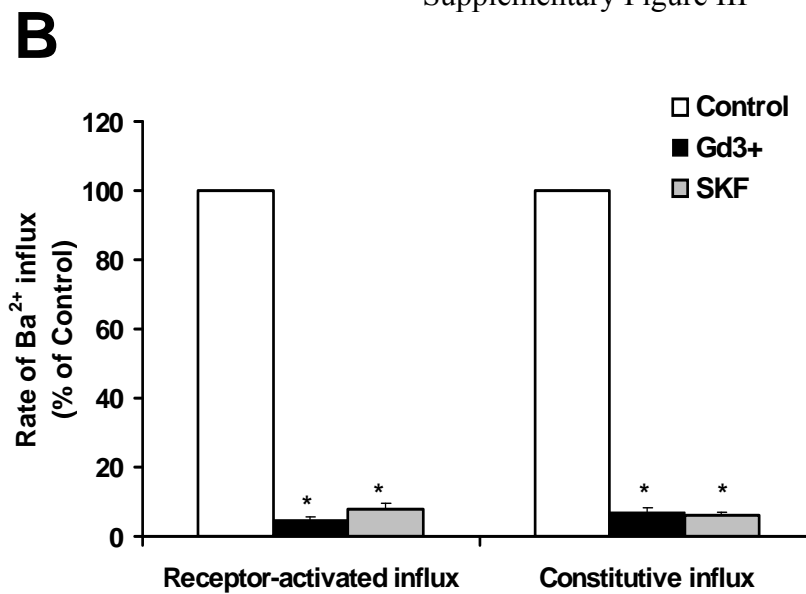 Supplementary Figure III
B
Control
Gd3+
SKF
120
100
80
60
40
20
0
Rate of Ba²⁺ influx
(% of Control)
* * * *
Receptor-activated influx Constitutive influx